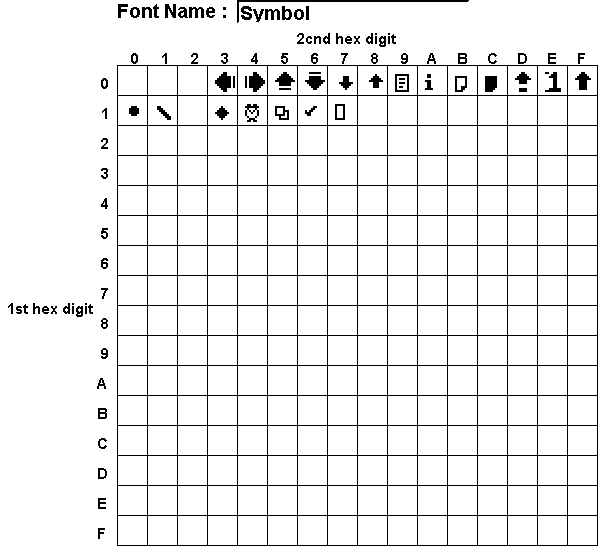 Font Name : Symbol
2cnd hex digit
0 1 2 3 4 5 6 7 8 9 A B C D E F
0 i 1
1
2
3
4
5
6
7
1st hex digit
8
9
A
B
C
D
E
F